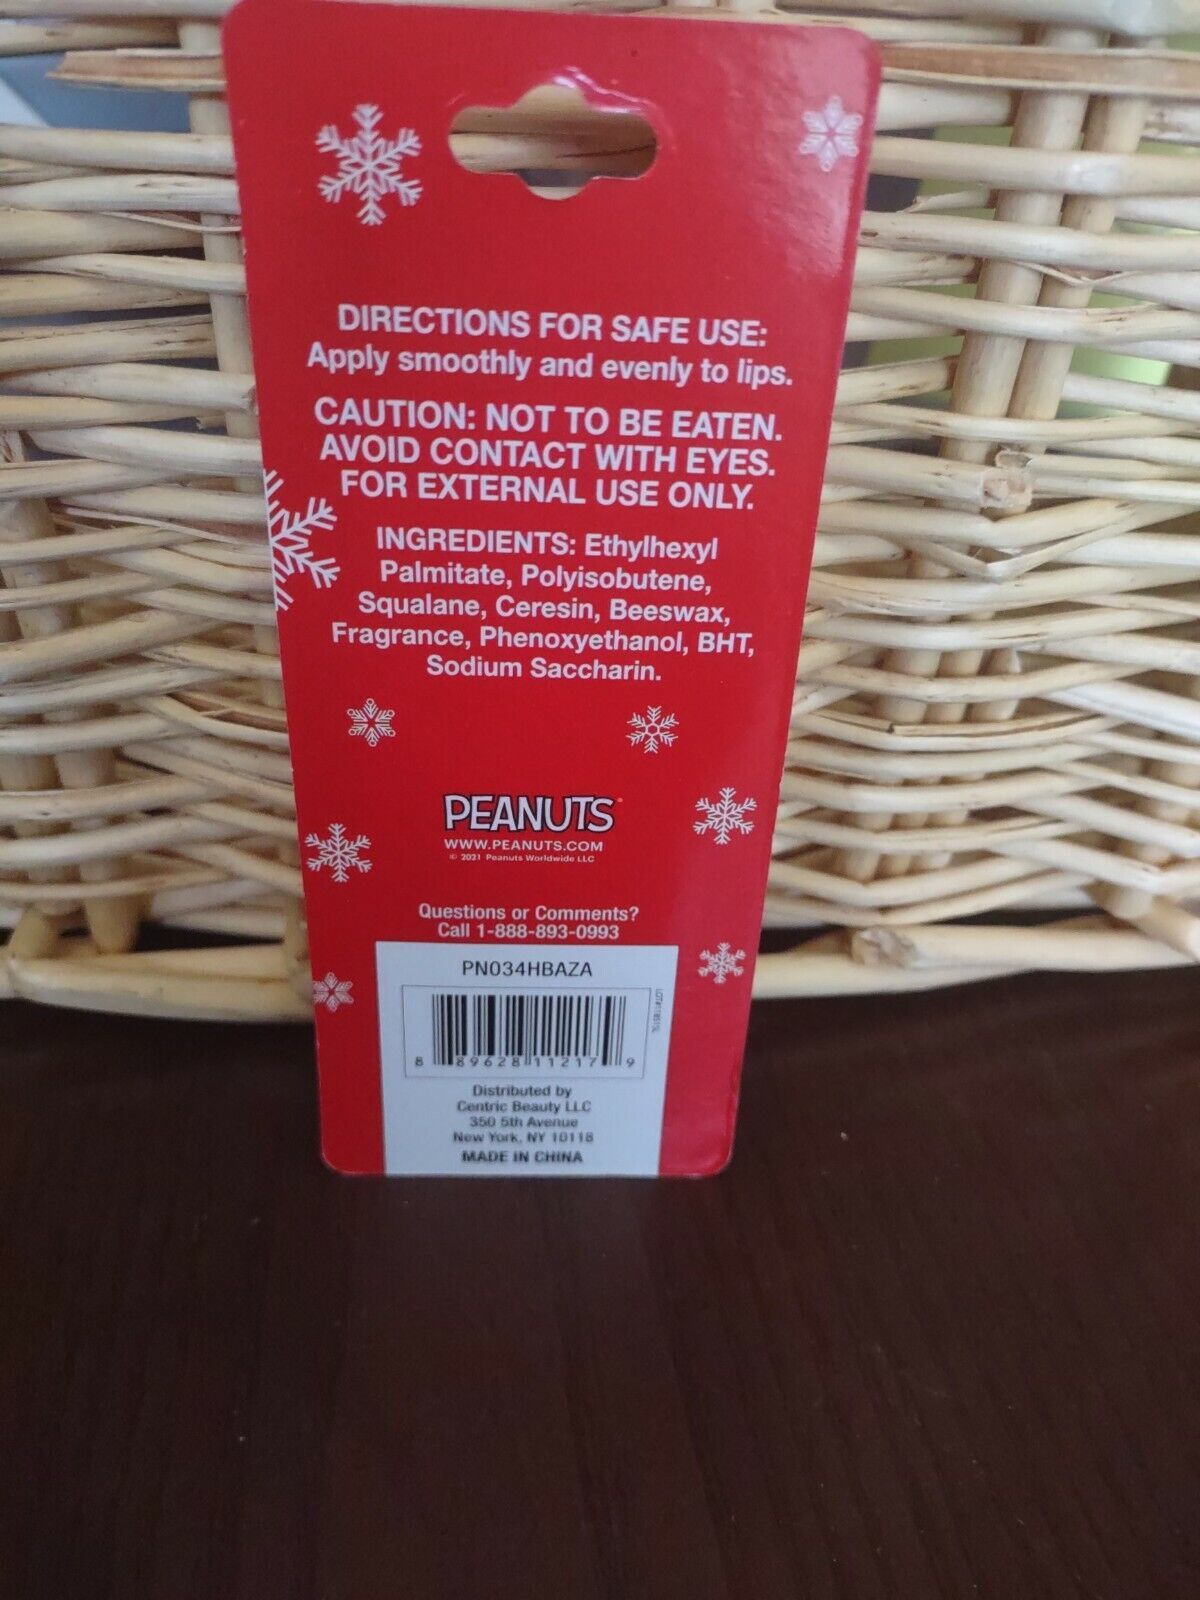 DIRECTIONS FOR SAFE USE:
Apply smoothly and evenly to lips.
CAUTION: NOT TO BE EATEN.
AVOID CONTACT WITH EYES.
FOR EXTERNAL USE ONLY.
INGREDIENTS: Ethylhexyl
Palmitate, Polyisobutene,
Squalane, Ceresin, Beeswax,
Fragrance, Phenoxyethanol, BHT,
Sodium Saccharin.
PEANUTS
WWW.PEANUTS.COM
© 2021 Peanuts Worldwide LLC
Questions or Comments?
Call 1-888-893-0993
PN034HBAZA
8 89628 11217 9
Distributed by
Centric Beauty LLC
350 5th Avenue
New York, NY 10118
MADE IN CHINA